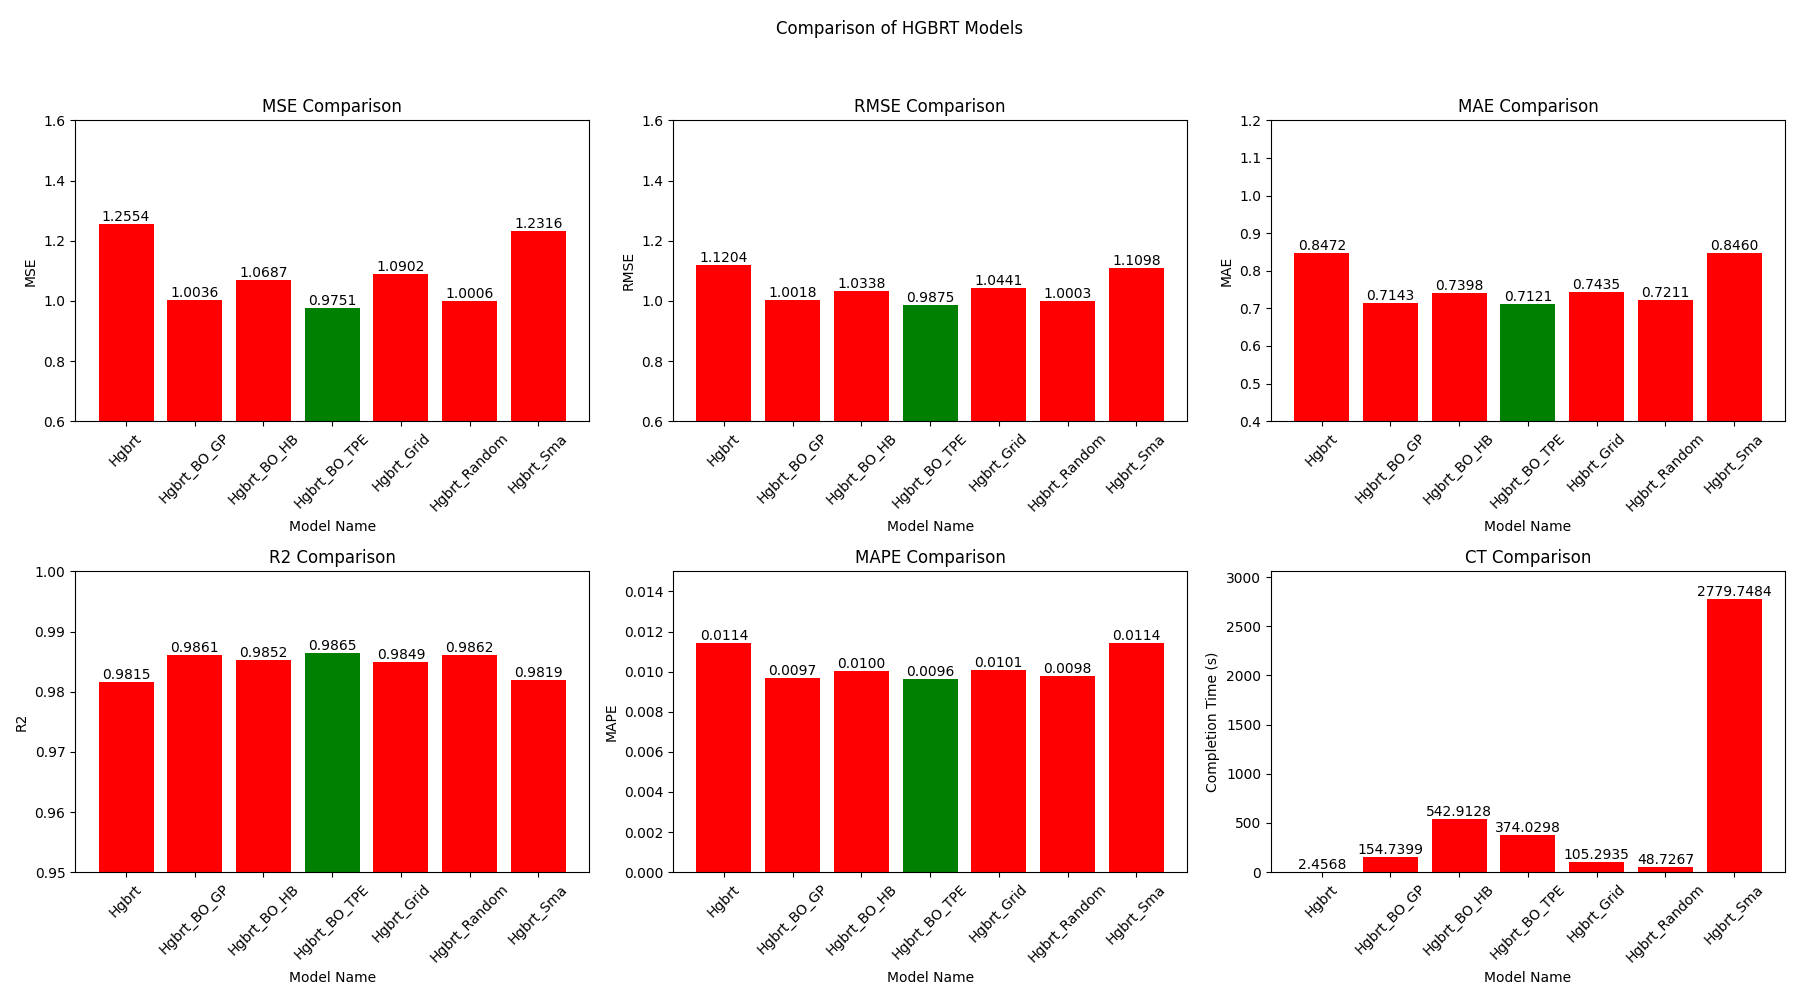 Comparison of HGBRT Models
MSE Comparison
MSE
1.6
1.4
1.2
1.0
0.8
0.6
1.2554
1.0036
1.0687
0.9751
1.0902
1.0006
1.2316
Hgbrt
Hgbrt_BO_GP
Hgbrt_BO_HB
Hgbrt_BO_TPE
Hgbrt_Grid
Hgbrt_Random
Hgbrt_Sma
Model Name
RMSE Comparison
RMSE
1.6
1.4
1.2
1.0
0.8
0.6
1.1204
1.0018
1.0338
0.9875
1.0441
1.0003
1.1098
Hgbrt
Hgbrt_BO_GP
Hgbrt_BO_HB
Hgbrt_BO_TPE
Hgbrt_Grid
Hgbrt_Random
Hgbrt_Sma
Model Name
MAE Comparison
MAE
1.2
1.1
1.0
0.9
0.8
0.7
0.6
0.5
0.4
0.8472
0.7143
0.7398
0.7121
0.7435
0.7211
0.8460
Hgbrt
Hgbrt_BO_GP
Hgbrt_BO_HB
Hgbrt_BO_TPE
Hgbrt_Grid
Hgbrt_Random
Hgbrt_Sma
Model Name
R2 Comparison
R2
1.00
0.99
0.98
0.97
0.96
0.95
0.9815
0.9861
0.9852
0.9865
0.9849
0.9862
0.9819
Hgbrt
Hgbrt_BO_GP
Hgbrt_BO_HB
Hgbrt_BO_TPE
Hgbrt_Grid
Hgbrt_Random
Hgbrt_Sma
Model Name
MAPE Comparison
MAPE
0.014
0.012
0.010
0.008
0.006
0.004
0.002
0.000
0.0114
0.0097
0.0100
0.0096
0.0101
0.0098
0.0114
Hgbrt
Hgbrt_BO_GP
Hgbrt_BO_HB
Hgbrt_BO_TPE
Hgbrt_Grid
Hgbrt_Random
Hgbrt_Sma
Model Name
CT Comparison
Completion Time (s)
3000
2500
2000
1500
1000
500
0
2.4568
154.7399
542.9128
374.0298
105.2935
48.7267
2779.7484
Hgbrt
Hgbrt_BO_GP
Hgbrt_BO_HB
Hgbrt_BO_TPE
Hgbrt_Grid
Hgbrt_Random
Hgbrt_Sma
Model Name